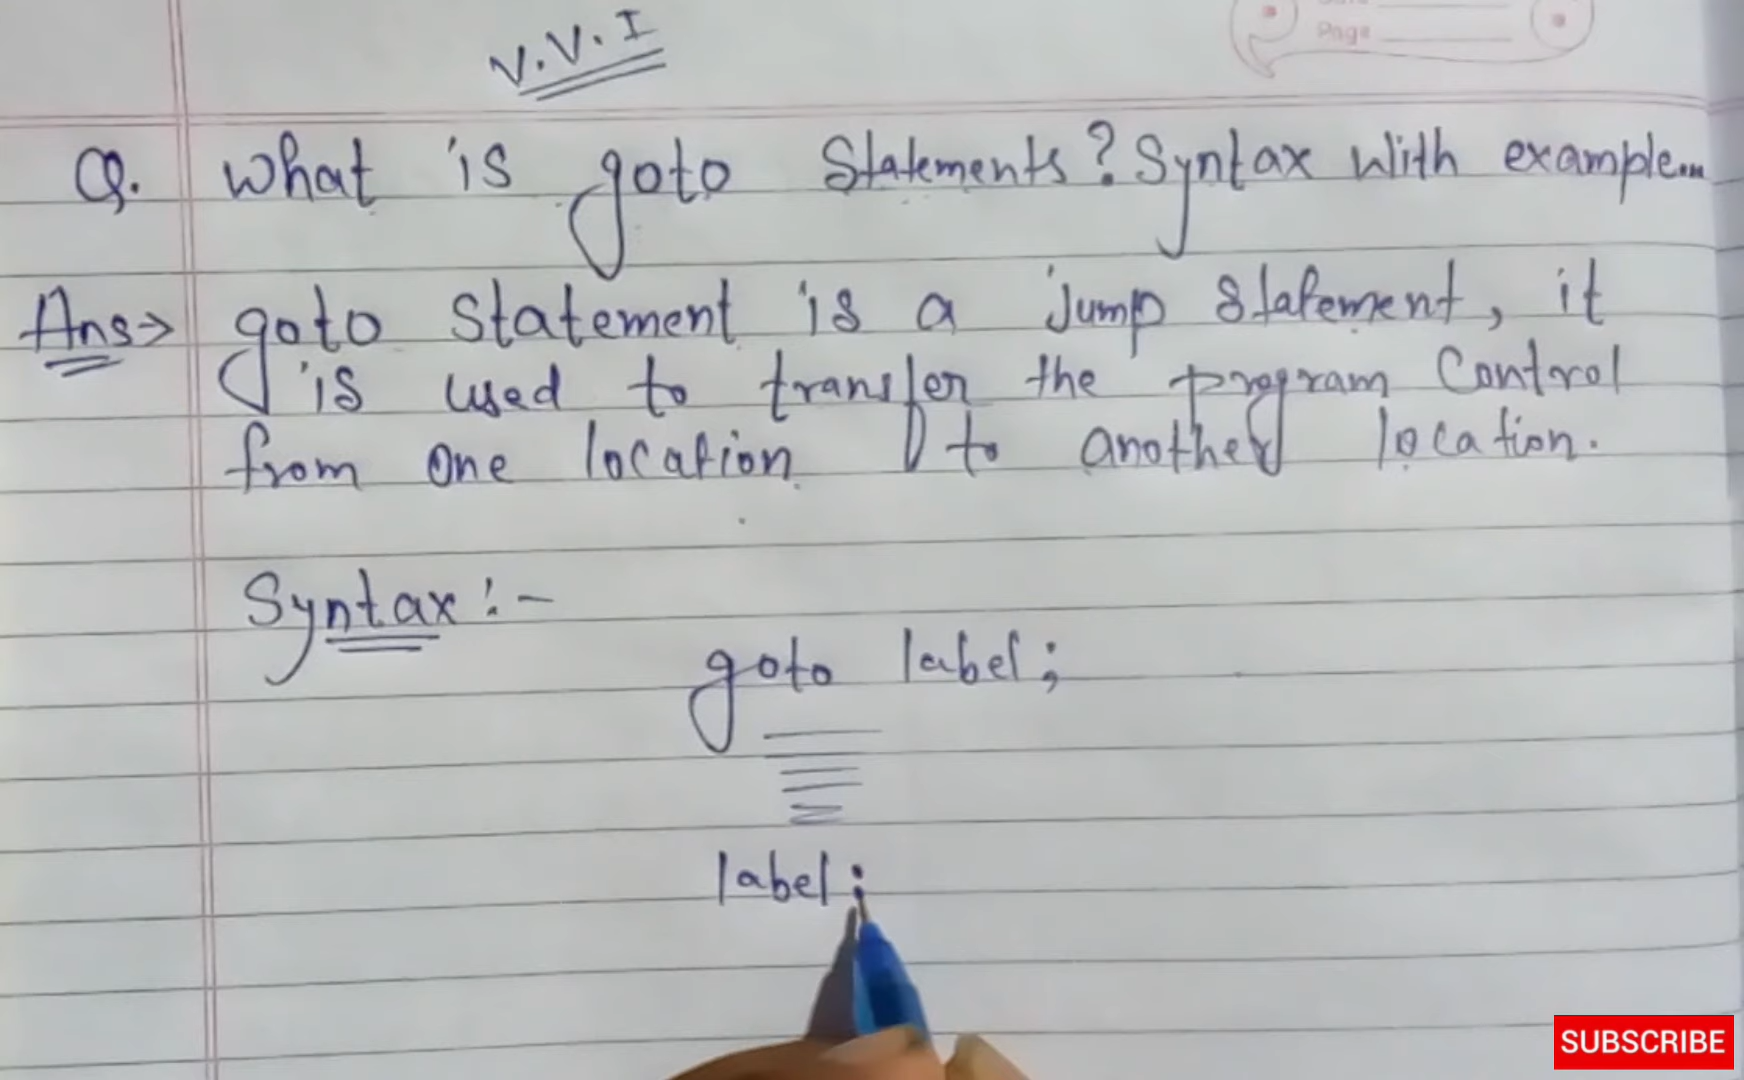 Page
V.V.I
Q. What is goto Statements? Syntax With example...
Ans→ goto statement is a Jump statement, it
is used to transfer the program Control
from one location to another location.
Syntax:-
goto label;
label:
SUBSCRIBE